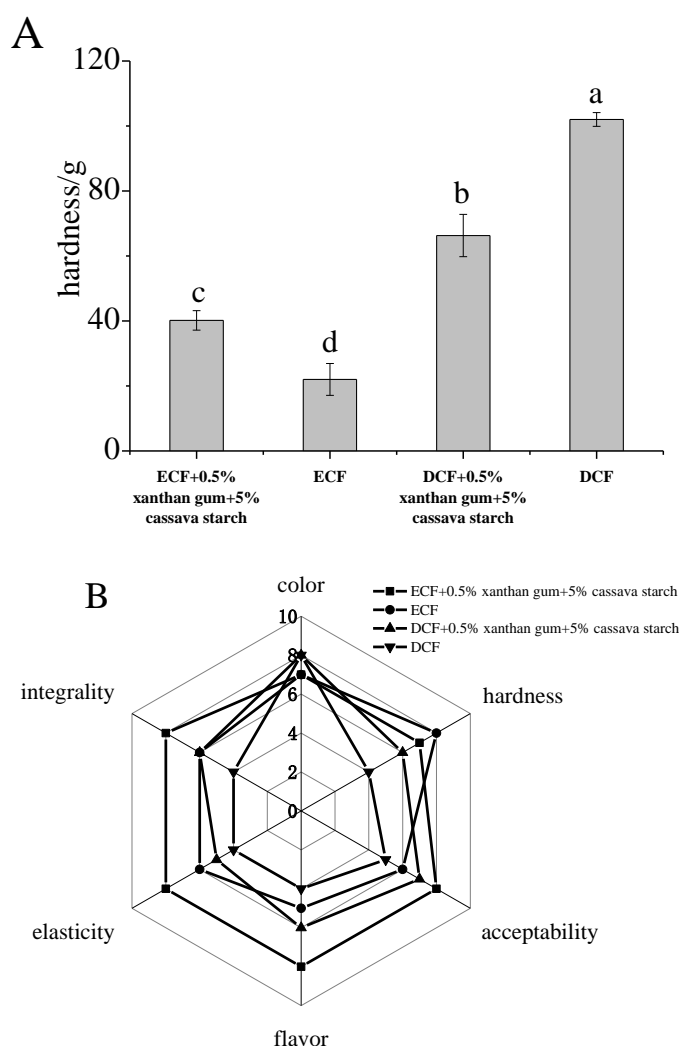 A
120
a
b
80
hardness/g
c
40
d
0
ECF+0.5%
xanthan gum+5%
cassava starch
ECF
DCF+0.5%
xanthan gum+5%
cassava starch
DCF
B
color
ECF+0.5% xanthan gum+5% cassava starch
ECF
DCF+0.5% xanthan gum+5% cassava starch
DCF
10
8
6
4
2
0
integrality
hardness
elasticity
acceptability
flavor